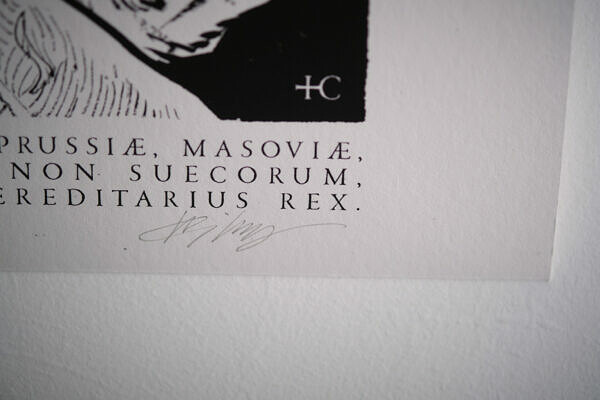 +C
PRUSSIÆ, MASOVIÆ,
NON SUECORUM,
EREDITARIUS REX.